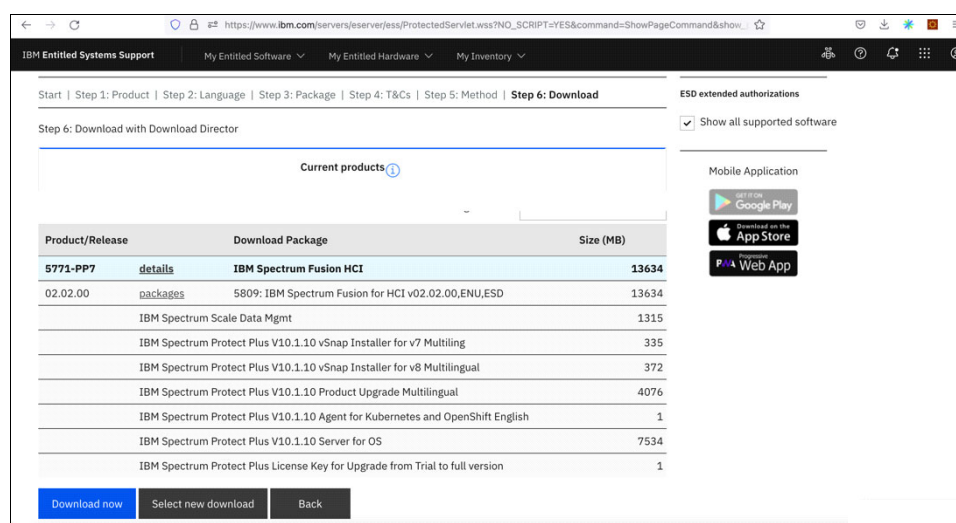 https://www.ibm.com/servers/eserver/ess/ProtectedServlet.wss?NO_SCRIPT=YES&command=ShowPageCommand&show_
IBM Entitled Systems Support My Entitled Software My Entitled Hardware My Inventory
Start | Step 1: Product | Step 2: Language | Step 3: Package | Step 4: T&Cs | Step 5: Method | Step 6: Download
Step 6: Download with Download Director
Current products
Product/Release Download Package Size (MB)
5771-PP7 details IBM Spectrum Fusion HCI 13634
02.02.00 packages 5809: IBM Spectrum Fusion for HCI v02.02.00,ENU,ESD 13634
IBM Spectrum Scale Data Mgmt 1315
IBM Spectrum Protect Plus V10.1.10 vSnap Installer for v7 Multiling 335
IBM Spectrum Protect Plus V10.1.10 vSnap Installer for v8 Multilingual 372
IBM Spectrum Protect Plus V10.1.10 Product Upgrade Multilingual 4076
IBM Spectrum Protect Plus V10.1.10 Agent for Kubernetes and OpenShift English 1
IBM Spectrum Protect Plus V10.1.10 Server for OS 7534
IBM Spectrum Protect Plus License Key for Upgrade from Trial to full version 1
Download now Select new download Back
ESD extended authorizations
Show all supported software
Mobile Application
GET IT ON
Google Play
Download on the
App Store
Progressive
PWA Web App